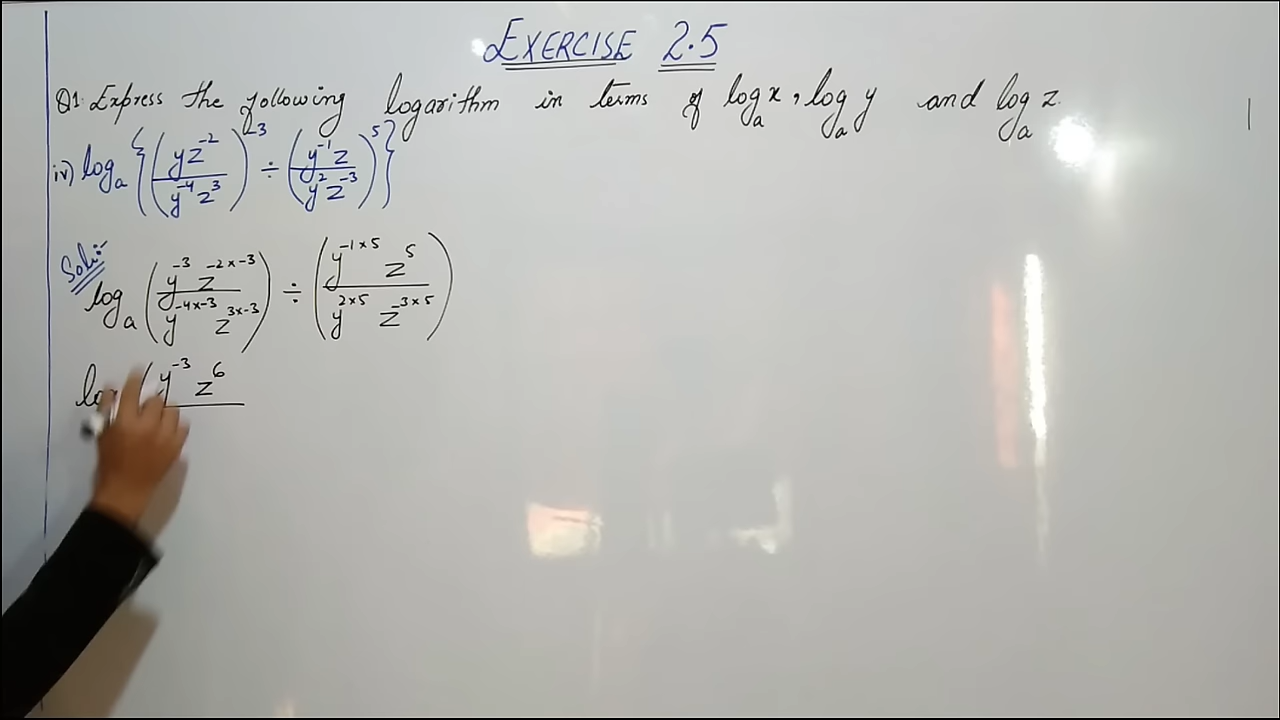 EXERCISE 2.5
Q1. Express the following logarithm in terms of logₐx, logₐy and logₐz.
iv) logₐ{(yz⁻²/y⁻⁴z³)⁻³ ÷ (y⁻¹z/y²z⁻³)⁵}
Sol:-
logₐ(y⁻³ z⁻²ˣ⁻³/y⁻⁴ˣ⁻³ z³ˣ⁻³) ÷ (y⁻¹ˣ⁵ z⁵/y²ˣ⁵ z⁻³ˣ⁵)
log (y⁻³ z⁶